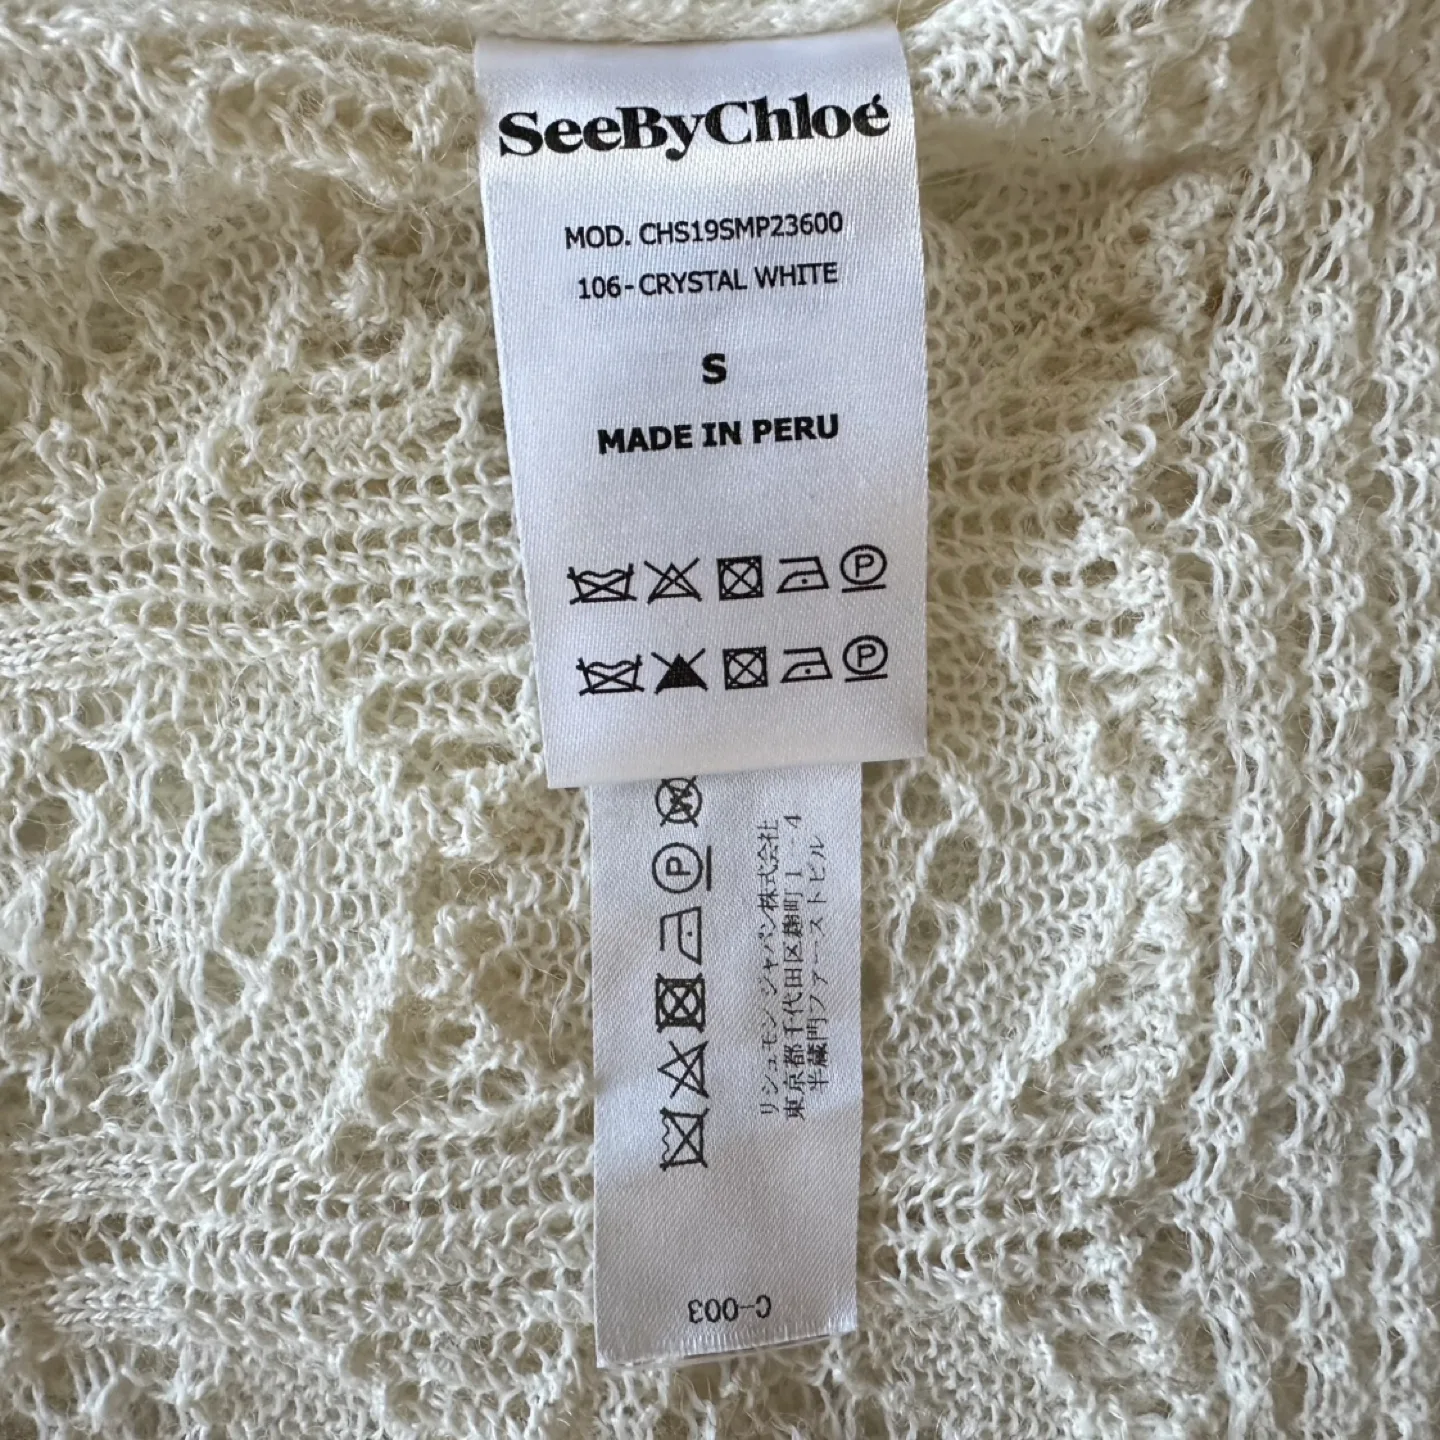 SeeByChloé
MOD. CHS19SMP23600
106-CRYSTAL WHITE
S
MADE IN PERU
P
P
W
P
リシュモン ジャパン株式会社
東京都千代田区麹町1-4
半蔵門ファーストビル
C-003